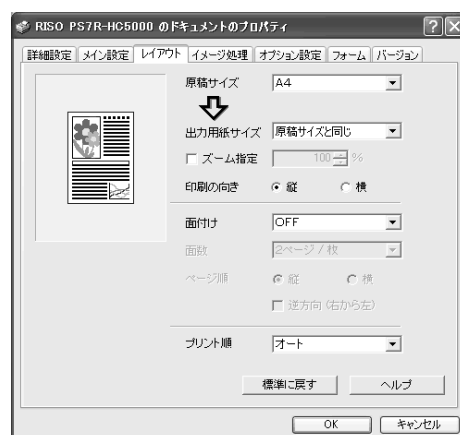 RISO PS7R-HC5000 のドキュメントのプロパティ
詳細設定 メイン設定 レイアウト イメージ処理 オプション設定 フォーム バージョン
原稿サイズ A4
出力用紙サイズ 原稿サイズと同じ
ズーム指定 100 %
印刷の向き 縦 横
面付け OFF
面数 2ページ / 枚
ページ順 縦 横
逆方向 (右から左)
プリント順 オート
標準に戻す ヘルプ
OK キャンセル